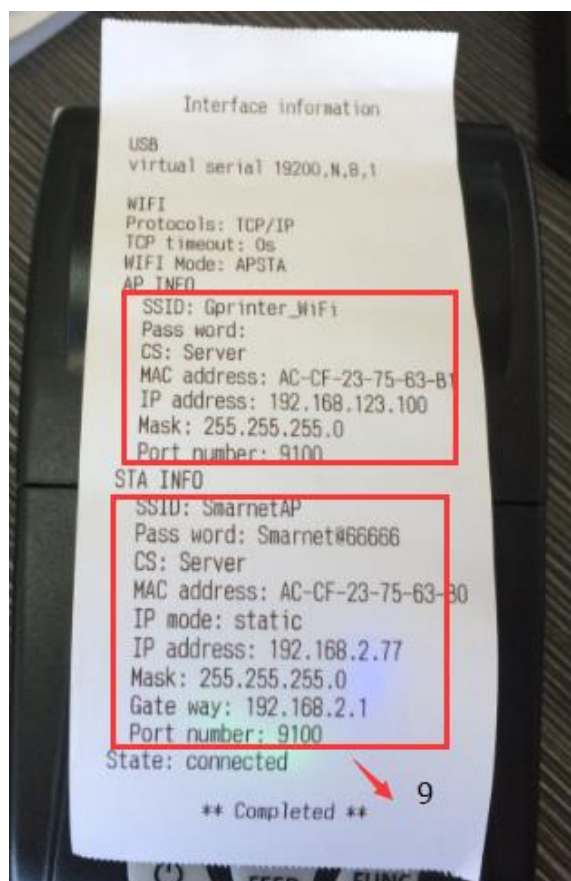 Interface information
USB
virtual serial 19200,N,8,1
WIFI
Protocols: TCP/IP
TCP timeout: 0s
WIFI Mode: APSTA
AP INFO
SSID: Gprinter_WiFi
Pass word:
CS: Server
MAC address: AC-CF-23-75-63-B1
IP address: 192.168.123.100
Mask: 255.255.255.0
Port number: 9100
STA INFO
SSID: SmarnetAP
Pass word: Smarnet@66666
CS: Server
MAC address: AC-CF-23-75-63-B0
IP mode: static
IP address: 192.168.2.77
Mask: 255.255.255.0
Gate way: 192.168.2.1
Port number: 9100
State: connected
9
** Completed **
FEED FUNC